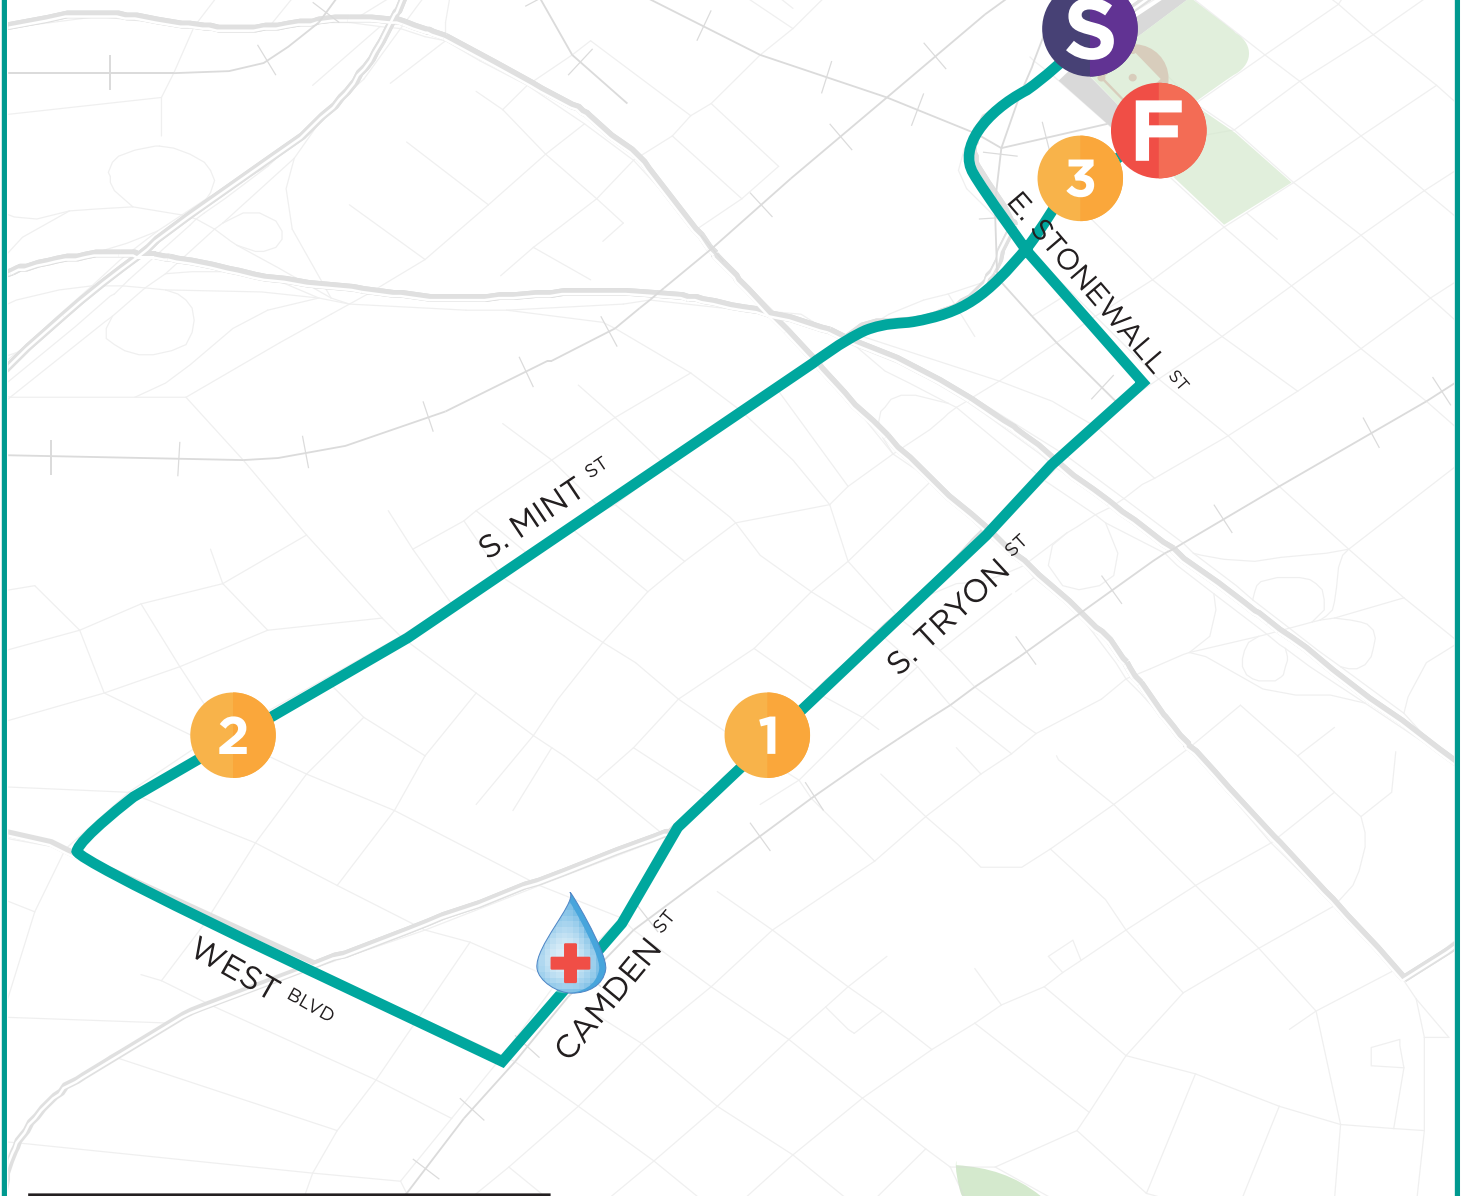 S
F
3
E. STONEWALL ST
S. MINT ST
S. TRYON ST
2
1
CAMDEN ST
WEST BLVD